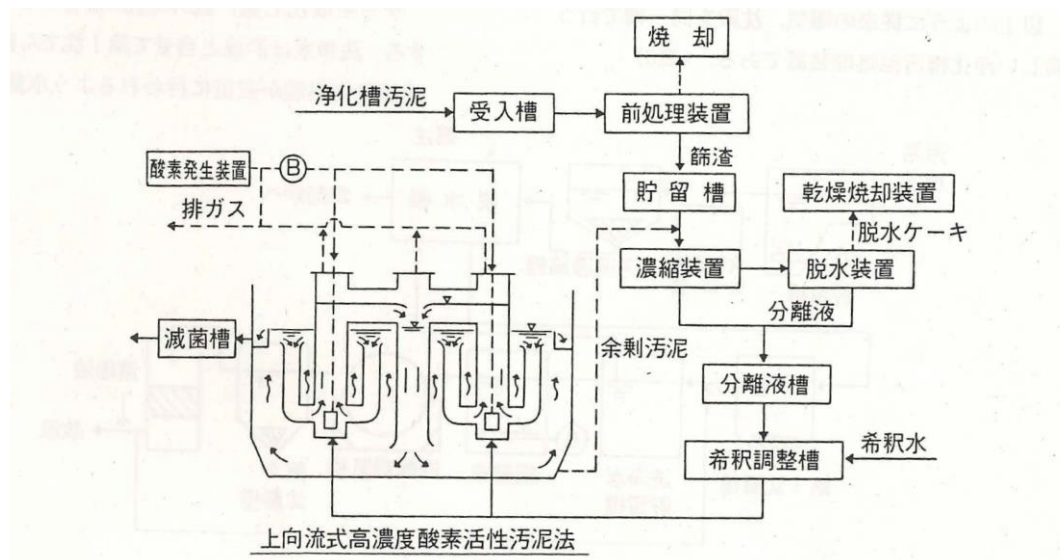 焼却
浄化槽汚泥
受入槽
前処理装置
篩渣
酸素発生装置
B
排ガス
貯留槽
乾燥焼却装置
脱水ケーキ
濃縮装置
脱水装置
分離液
滅菌槽
余剰汚泥
分離液槽
希釈調整槽
希釈水
上向流式高濃度酸素活性汚泥法